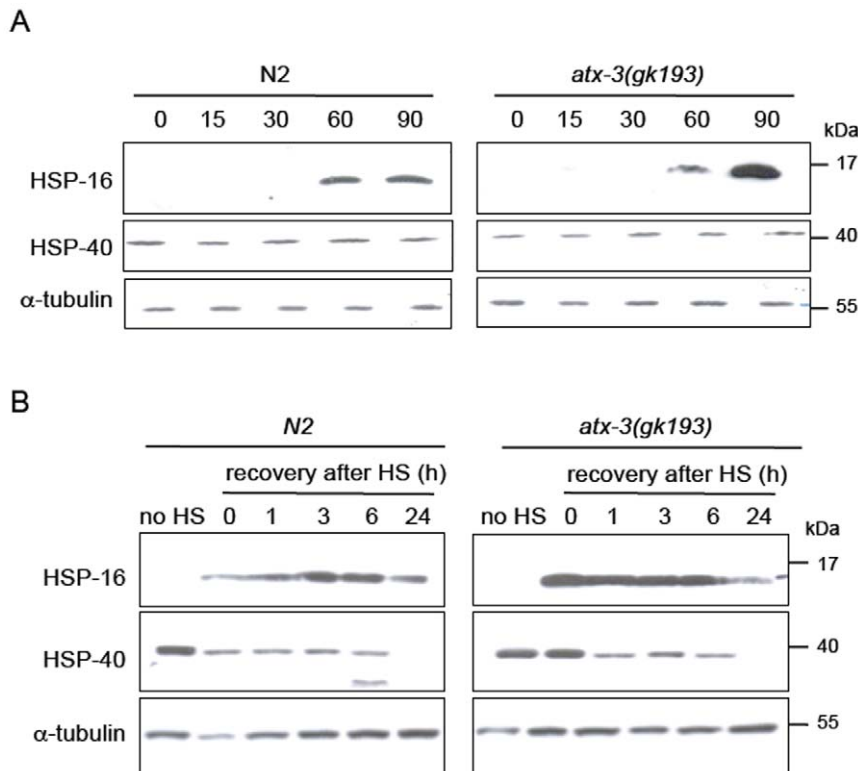 A
N2 atx-3(gk193)
0 15 30 60 90 0 15 30 60 90 kDa
HSP-16 17
HSP-40 40
α-tubulin 55
B
N2 atx-3(gk193)
recovery after HS (h) recovery after HS (h)
no HS 0 1 3 6 24 no HS 0 1 3 6 24 kDa
HSP-16 17
HSP-40 40
α-tubulin 55